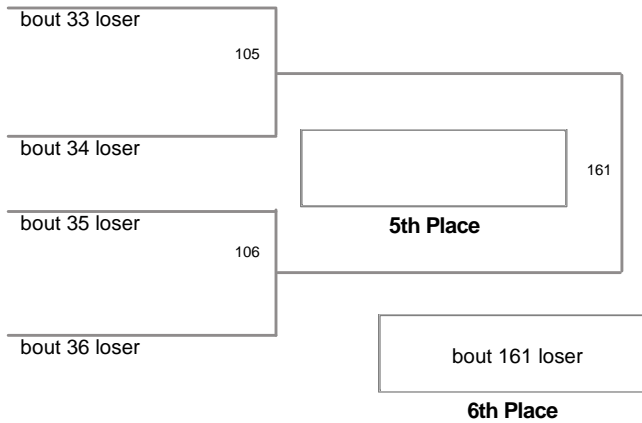 bout 33 loser
105
bout 34 loser
161
bout 35 loser
5th Place
106
bout 36 loser
bout 161 loser
6th Place